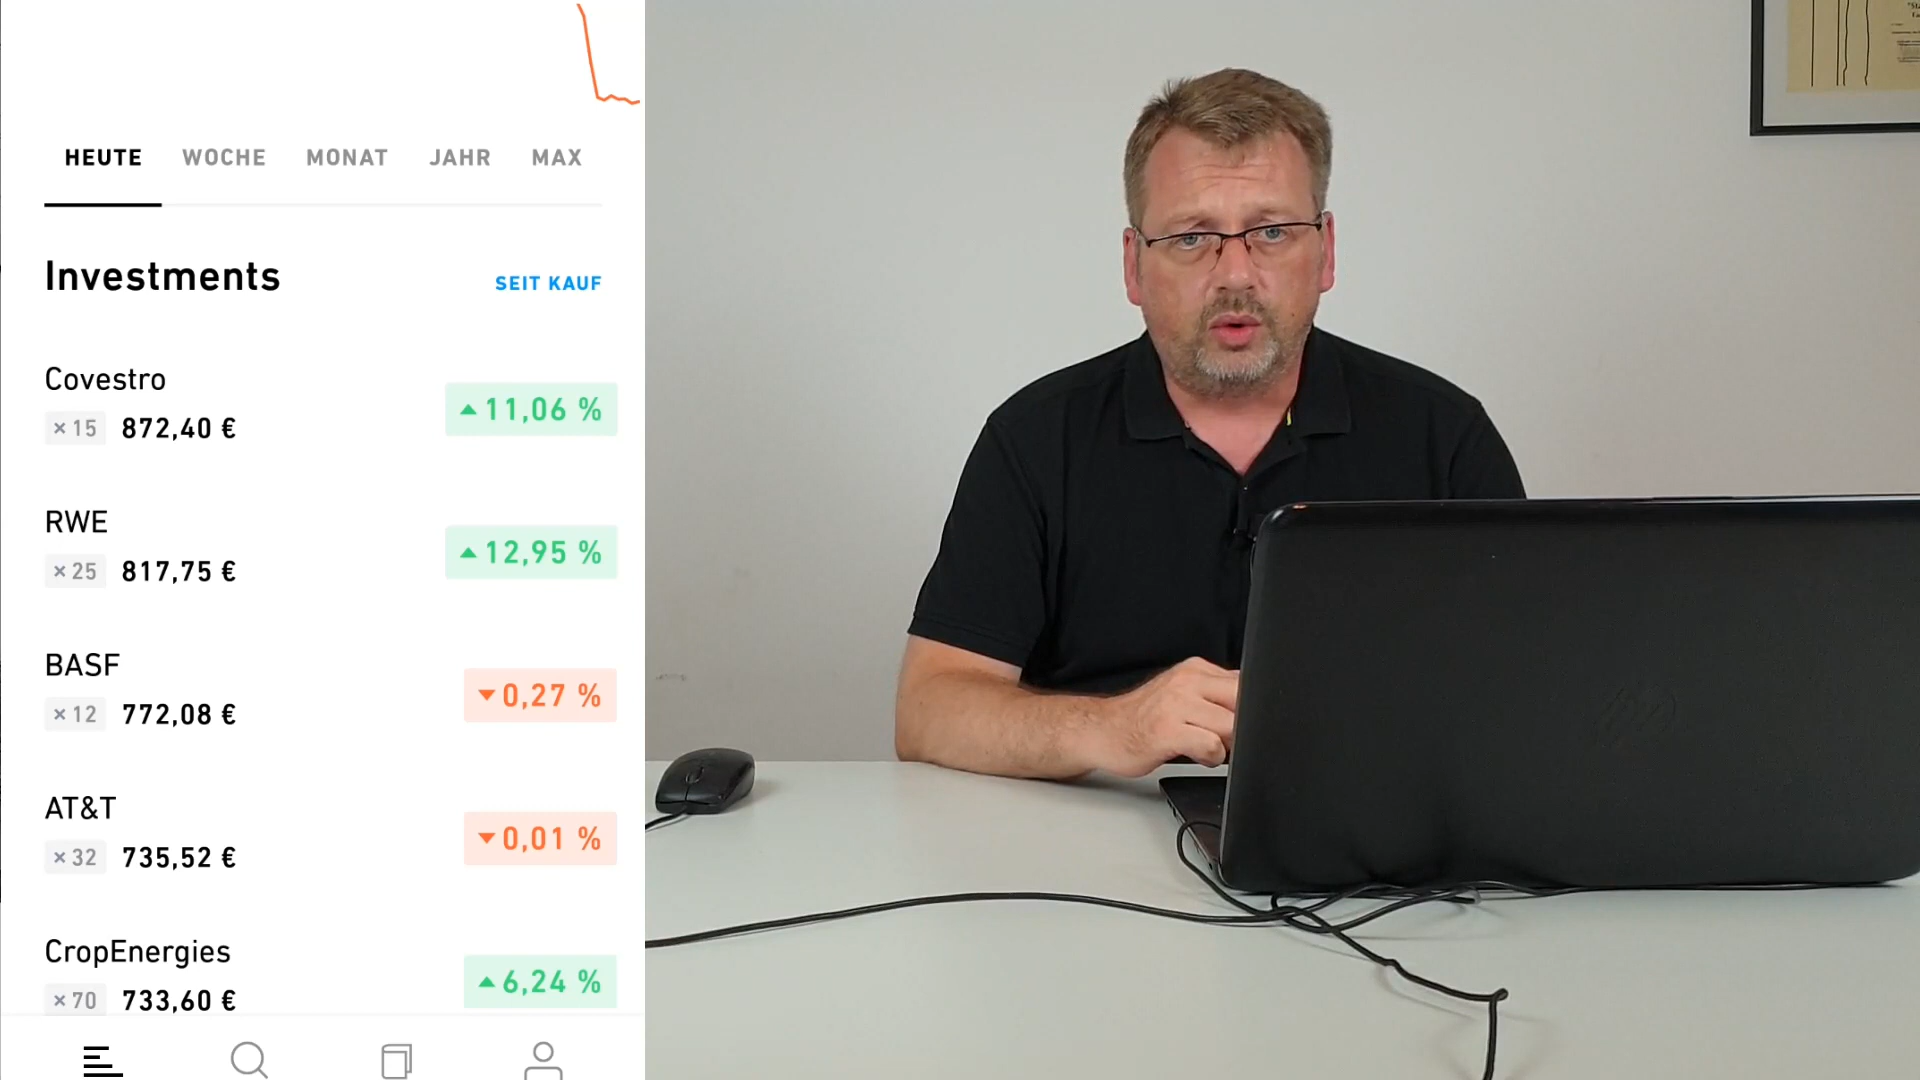 HEUTE WOCHE MONAT JAHR MAX
Investments SEIT KAUF
Covestro
× 15 872,40 € ▲ 11,06 %
RWE
× 25 817,75 € ▲ 12,95 %
BASF
× 12 772,08 € ▼ 0,27 %
AT&T
× 32 735,52 € ▼ 0,01 %
CropEnergies
× 70 733,60 € ▲ 6,24 %
hp